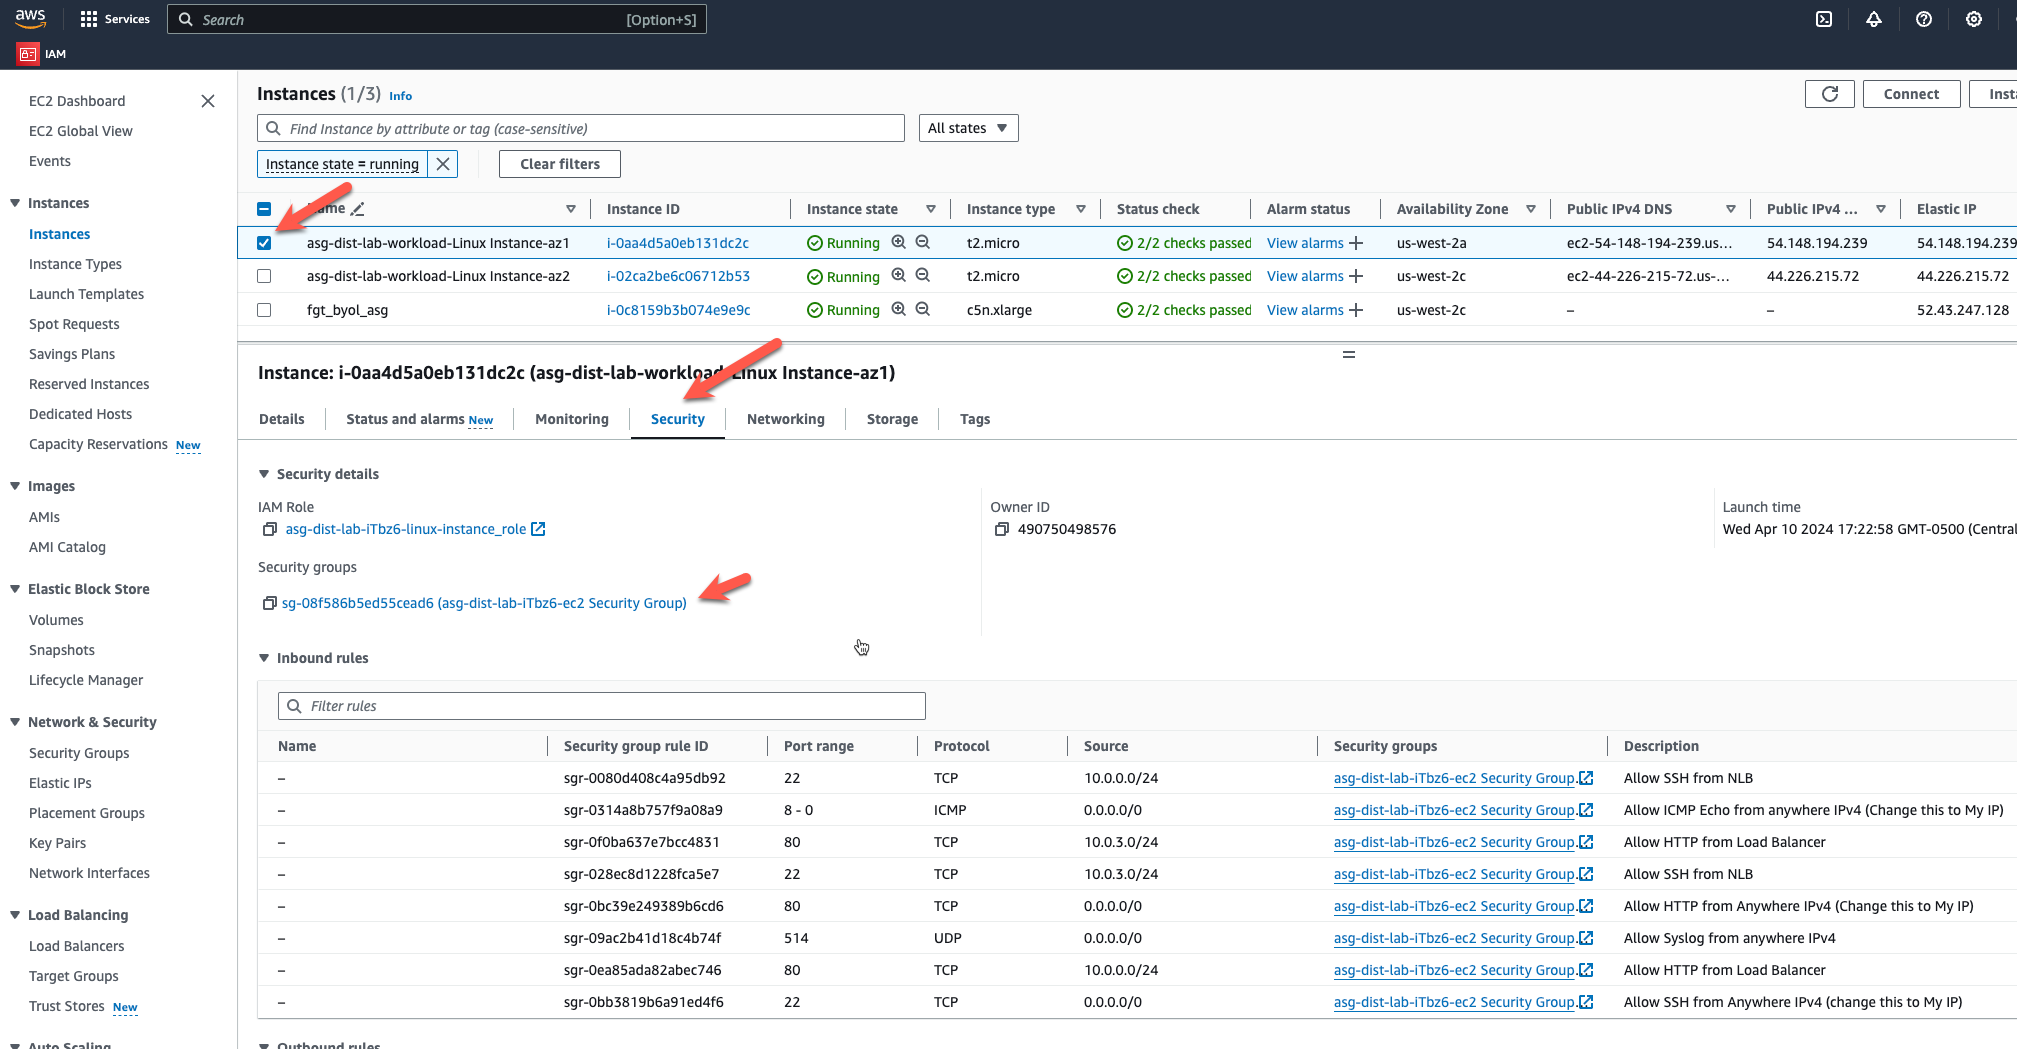 aws
Services
Search
[Option+S]
IAM
EC2 Dashboard
EC2 Global View
Events
Instances
Instances
Instance Types
Launch Templates
Spot Requests
Savings Plans
Reserved Instances
Dedicated Hosts
Capacity Reservations New
Images
AMIs
AMI Catalog
Elastic Block Store
Volumes
Snapshots
Lifecycle Manager
Network & Security
Security Groups
Elastic IPs
Placement Groups
Key Pairs
Network Interfaces
Load Balancing
Load Balancers
Target Groups
Trust Stores New
Auto Scaling
Instances (1/3) Info
Connect
Find Instance by attribute or tag (case-sensitive)
All states
Instance state = running
Clear filters
Name Instance ID Instance state Instance type Status check Alarm status Availability Zone Public IPv4 DNS Public IPv4 ... Elastic IP
asg-dist-lab-workload-Linux Instance-az1 i-0aa4d5a0eb131dc2c Running t2.micro 2/2 checks passed View alarms + us-west-2a ec2-54-148-194-239.us... 54.148.194.239 54.148.194.239
asg-dist-lab-workload-Linux Instance-az2 i-02ca2be6c06712b53 Running t2.micro 2/2 checks passed View alarms + us-west-2c ec2-44-226-215-72.us-... 44.226.215.72 44.226.215.72
fgt_byol_asg i-0c8159b3b074e9e9c Running c5n.xlarge 2/2 checks passed View alarms + us-west-2c – – 52.43.247.128
Instance: i-0aa4d5a0eb131dc2c (asg-dist-lab-workload-Linux Instance-az1)
Details Status and alarms New Monitoring Security Networking Storage Tags
Security details
IAM Role
asg-dist-lab-iTbz6-linux-instance_role
Owner ID
490750498576
Launch time
Wed Apr 10 2024 17:22:58 GMT-0500 (Central
Security groups
sg-08f586b5ed55cead6 (asg-dist-lab-iTbz6-ec2 Security Group)
Inbound rules
Filter rules
Name Security group rule ID Port range Protocol Source Security groups Description
– sgr-0080d408c4a95db92 22 TCP 10.0.0.0/24 asg-dist-lab-iTbz6-ec2 Security Group. Allow SSH from NLB
– sgr-0314a8b757f9a08a9 8 - 0 ICMP 0.0.0.0/0 asg-dist-lab-iTbz6-ec2 Security Group. Allow ICMP Echo from anywhere IPv4 (Change this to My IP)
– sgr-0f0ba637e7bcc4831 80 TCP 10.0.3.0/24 asg-dist-lab-iTbz6-ec2 Security Group. Allow HTTP from Load Balancer
– sgr-028ec8d1228fca5e7 22 TCP 10.0.3.0/24 asg-dist-lab-iTbz6-ec2 Security Group. Allow SSH from NLB
– sgr-0bc39e249389b6cd6 80 TCP 0.0.0.0/0 asg-dist-lab-iTbz6-ec2 Security Group. Allow HTTP from Anywhere IPv4 (Change this to My IP)
– sgr-09ac2b41d18c4b74f 514 UDP 0.0.0.0/0 asg-dist-lab-iTbz6-ec2 Security Group. Allow Syslog from anywhere IPv4
– sgr-0ea85ada82abec746 80 TCP 10.0.0.0/24 asg-dist-lab-iTbz6-ec2 Security Group. Allow HTTP from Load Balancer
– sgr-0bb3819b6a91ed4f6 22 TCP 0.0.0.0/0 asg-dist-lab-iTbz6-ec2 Security Group. Allow SSH from Anywhere IPv4 (change this to My IP)
Outbound rules